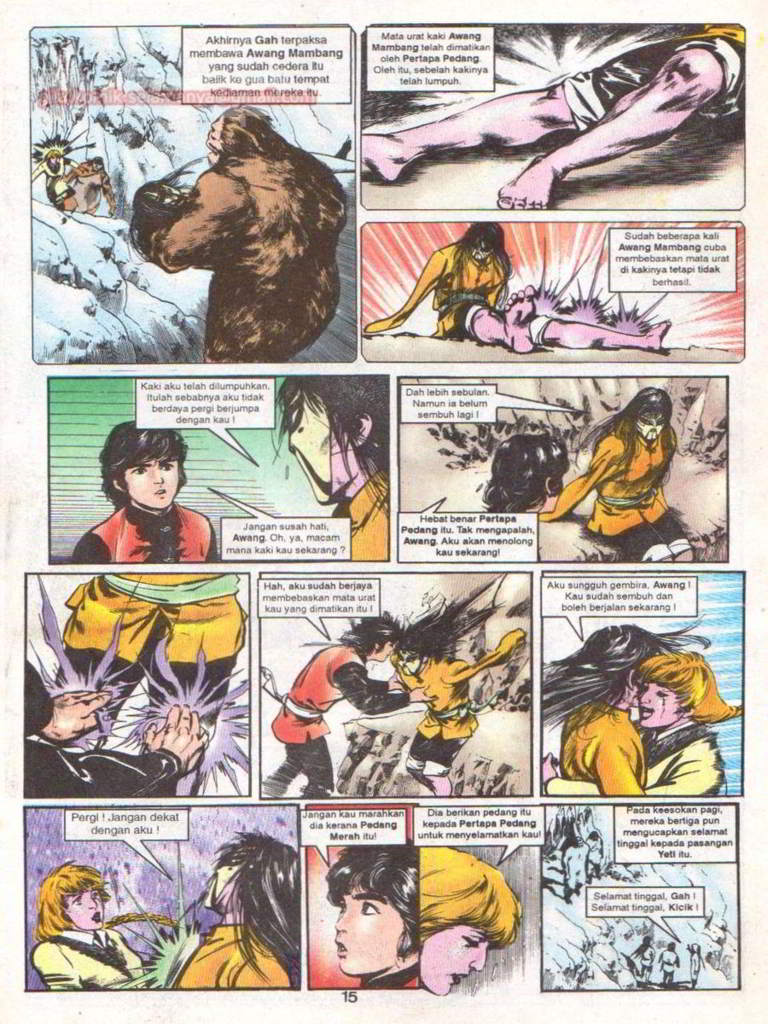 Akhirnya Gah terpaksa
membawa Awang Mambang
yang sudah cedera itu
balik ke gua batu tempat
kediaman mereka itu.
Mata urat kaki Awang
Mambang telah dimatikan
oleh Pertapa Pedang.
Oleh itu, sebelah kakinya
telah lumpuh.
Sudah beberapa kali
Awang Mambang cuba
membebaskan mata urat
di kakinya tetapi tidak
berhasil.
Kaki aku telah dilumpuhkan.
Itulah sebabnya aku tidak
berdaya pergi berjumpa
dengan kau !
Jangan susah hati,
Awang. Oh, ya, macam
mana kaki kau sekarang ?
Dah lebih sebulan.
Namun ia belum
sembuh lagi !
Hebat benar Pertapa
Pedang itu. Tak mengapalah,
Awang. Aku akan menolong
kau sekarang!
Hah, aku sudah berjaya
membebaskan mata urat
kau yang dimatikan itu !
Aku sungguh gembira, Awang !
Kau sudah sembuh dan
boleh berjalan sekarang !
Pergi ! Jangan dekat
dengan aku !
Jangan kau marahkan
dia kerana Pedang
Merah itu!
Dia berikan pedang itu
kepada Pertapa Pedang
untuk menyelamatkan kau!
Pada keesokan pagi,
mereka bertiga pun
mengucapkan selamat
tinggal kepada pasangan
Yeti itu.
Selamat tinggal, Gah !
Selamat tinggal, Kicik !
15